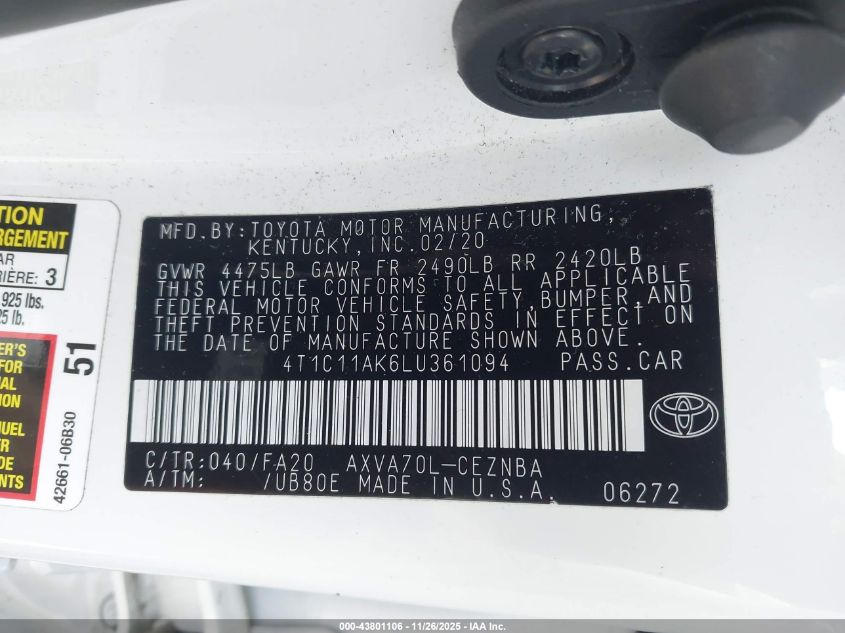 TION
RGEMENT
AR
RIÈRE: 3
925 lbs.
25 lb.
51
ER'S
FOR
NAL
ION
NUEL
ER
DE
S
42661-06B30
MFD.BY:TOYOTA MOTOR MANUFACTURING,
KENTUCKY,INC.02/20
GVWR 4475LB GAWR FR 2490LB RR 2420LB
THIS VEHICLE CONFORMS TO ALL APPLICABLE
FEDERAL MOTOR VEHICLE SAFETY,BUMPER,AND
THEFT PREVENTION STANDARDS IN EFFECT ON
THE DATE OF MANUFACTURE SHOWN ABOVE.
4T1C11AK6LU361094 PASS.CAR
C/TR:040/FA20 AXVA70L-CEZNBA
A/TM: /UB80E MADE IN U.S.A. 06272
© 000-43801106 - 11/26/2025 - IAA Inc.